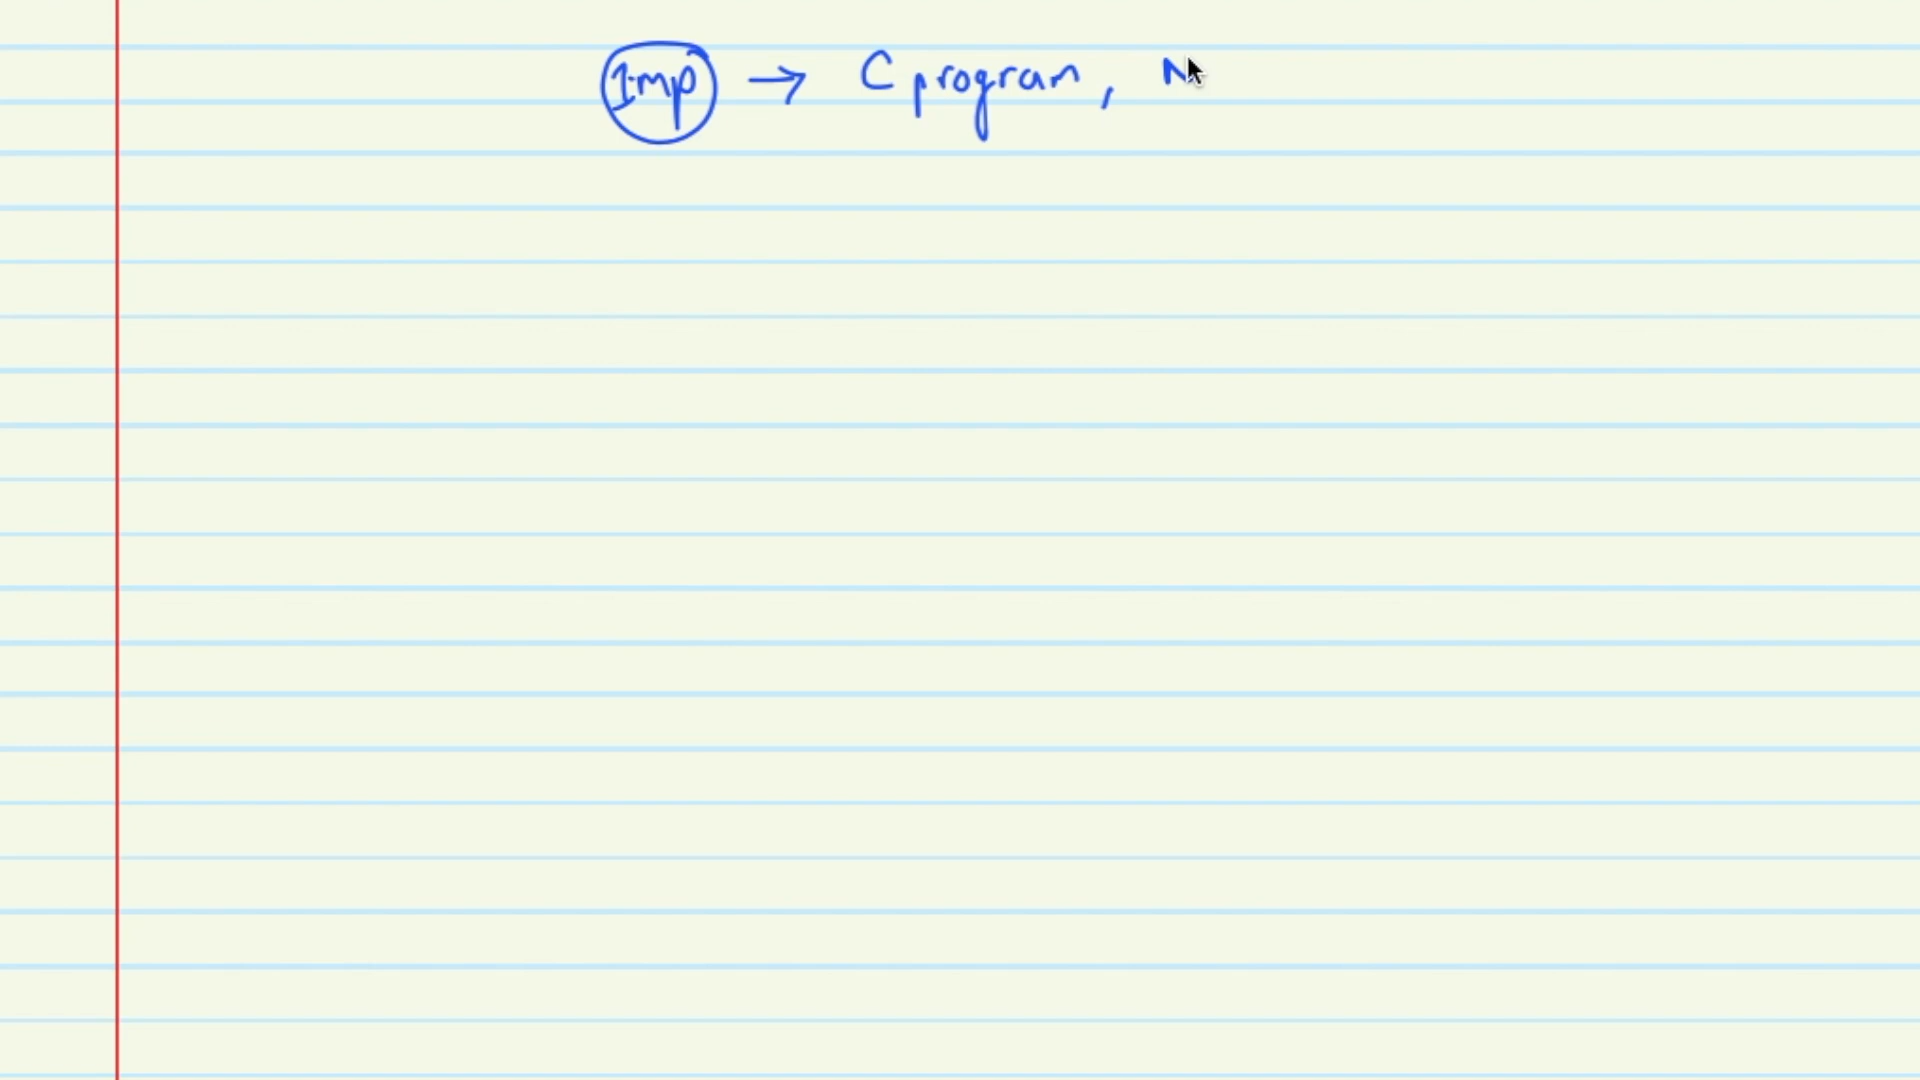 Imp → C program, N